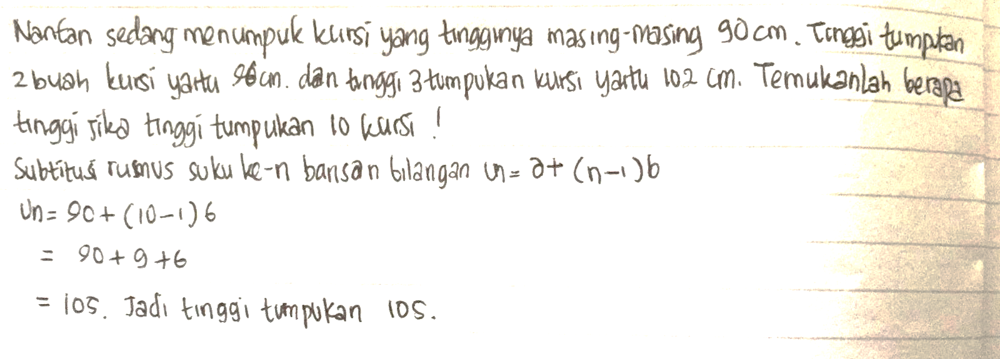 Nanfan sedang menumpuk kursi yang tingginya masing-masing 90 cm. Tinggi tumpukan
2 buah kursi yaitu 96 cm. dan tinggi 3 tumpukan kursi yaitu 102 cm. Temukanlah berapa
tinggi jika tinggi tumpukan 10 kursi !
Subtitusi rumus suku ke-n barisan bilangan Un = a + (n-1)b
Un = 90 + (10-1) 6
= 90 + 9 + 6
= 105. Jadi tinggi tumpukan 105.